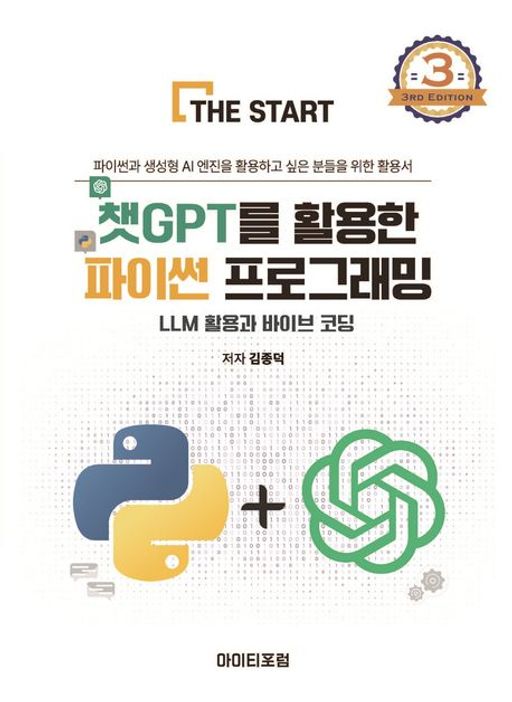 3
3RD EDITION
THE START
파이썬과 생성형 AI 엔진을 활용하고 싶은 분들을 위한 활용서
챗GPT를 활용한
파이썬 프로그래밍
LLM 활용과 바이브 코딩
저자 김종덕
+
아이티포럼